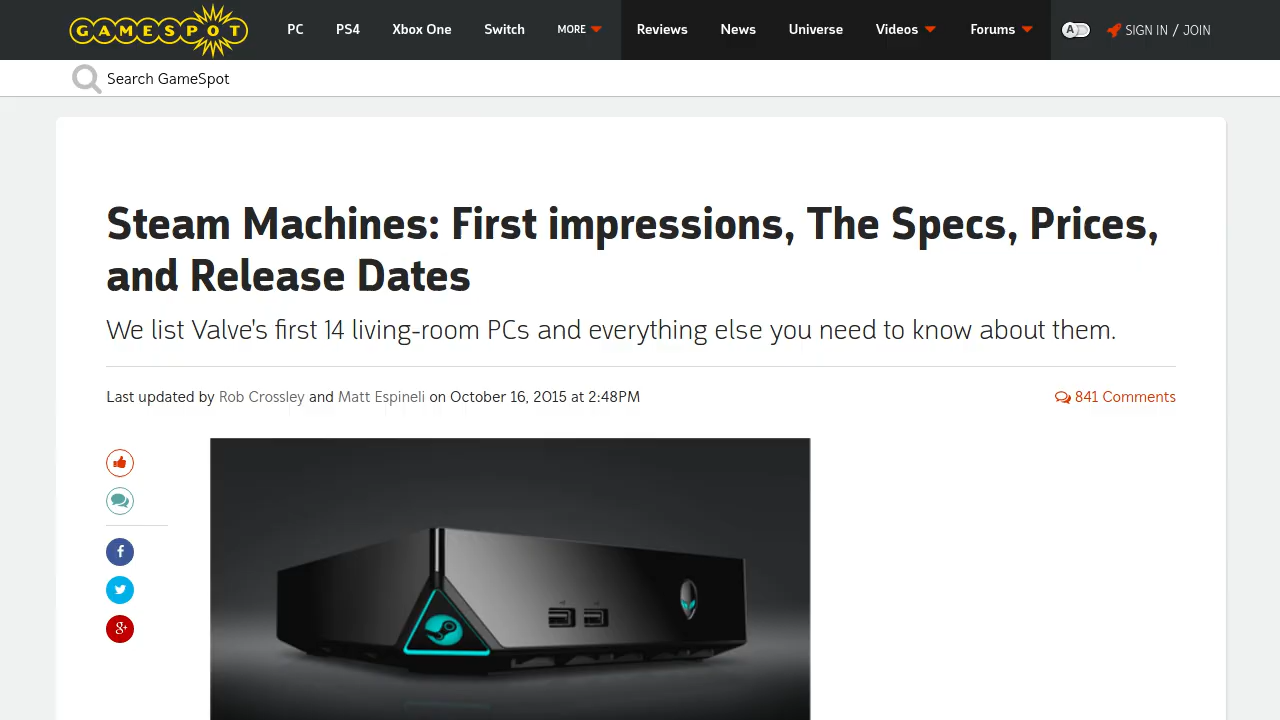 GAMESPOT
PC PS4 Xbox One Switch MORE Reviews News Universe Videos Forums A SIGN IN / JOIN
Search GameSpot
Steam Machines: First impressions, The Specs, Prices,
and Release Dates
We list Valve's first 14 living-room PCs and everything else you need to know about them.
Last updated by Rob Crossley and Matt Espineli on October 16, 2015 at 2:48PM 841 Comments
f
g+